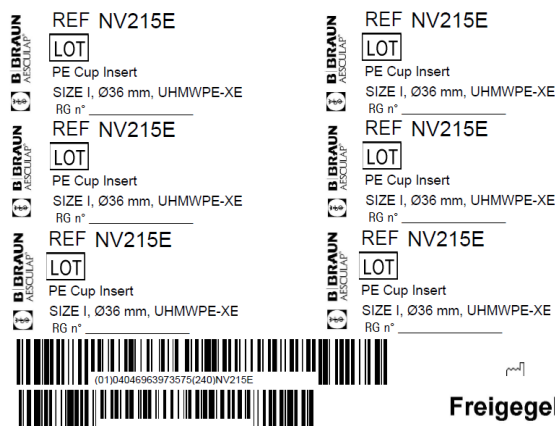 B BRAUN
AESCULAP®
REF NV215E
LOT
PE Cup Insert
SIZE I, Ø36 mm, UHMWPE-XE
RG n°
B BRAUN
AESCULAP®
REF NV215E
LOT
PE Cup Insert
SIZE I, Ø36 mm, UHMWPE-XE
RG n°
B BRAUN
AESCULAP®
REF NV215E
LOT
PE Cup Insert
SIZE I, Ø36 mm, UHMWPE-XE
RG n°
B BRAUN
AESCULAP®
REF NV215E
LOT
PE Cup Insert
SIZE I, Ø36 mm, UHMWPE-XE
RG n°
B BRAUN
AESCULAP®
REF NV215E
LOT
PE Cup Insert
SIZE I, Ø36 mm, UHMWPE-XE
RG n°
B BRAUN
AESCULAP®
REF NV215E
LOT
PE Cup Insert
SIZE I, Ø36 mm, UHMWPE-XE
RG n°
(01)04046963973575(240)NV215E